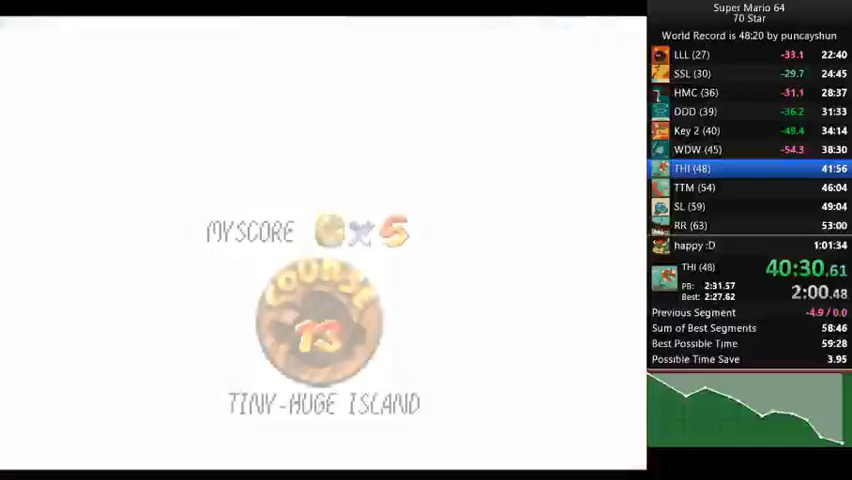 Super Mario 64
70 Star
World Record is 48:20 by puncayshun
LLL (27) -33.1 22:40
SSL (30) -29.7 24:45
HMC (36) -31.1 28:37
DDD (39) -36.2 31:33
Key 2 (40) -49.4 34:14
WDW (45) -54.3 38:30
THI (48) 41:56
TTM (54) 46:04
SL (59) 49:04
RR (63) 53:00
happy :D 1:01:34
THI (48) 40:30.61
PB: 2:31.57
Best: 2:27.62 2:00.48
Previous Segment -4.9 / 0.0
Sum of Best Segments 58:46
Best Possible Time 59:28
Possible Time Save 3.95
MYSCORE ×5
COURSE
13
TINY-HUGE ISLAND